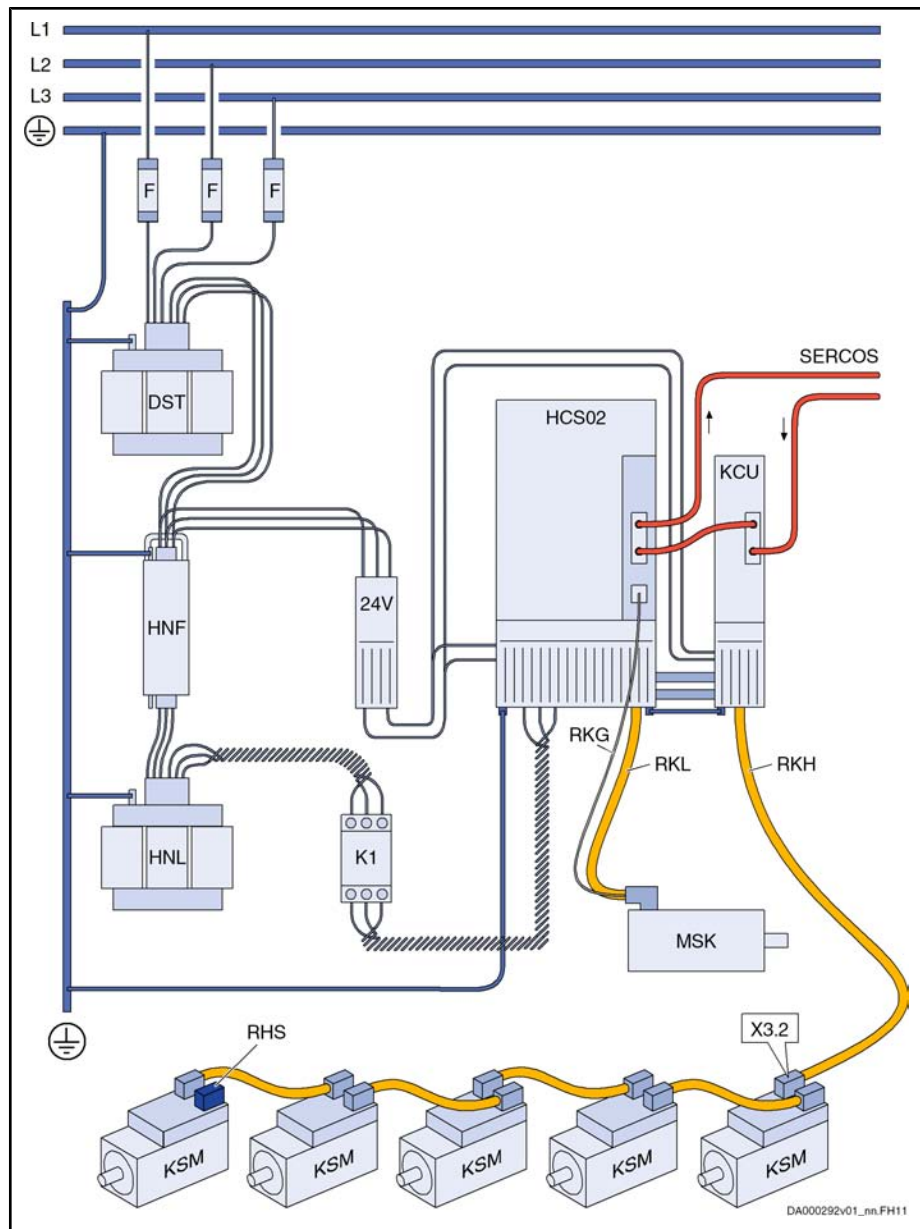 L1
L2
L3
F F F
SERCOS
DST
HCS02
KCU
24V
HNF
RKG
RKL
RKH
HNL
K1
MSK
RHS
X3.2
KSM KSM KSM KSM KSM
DA000292v01_nn.FH11